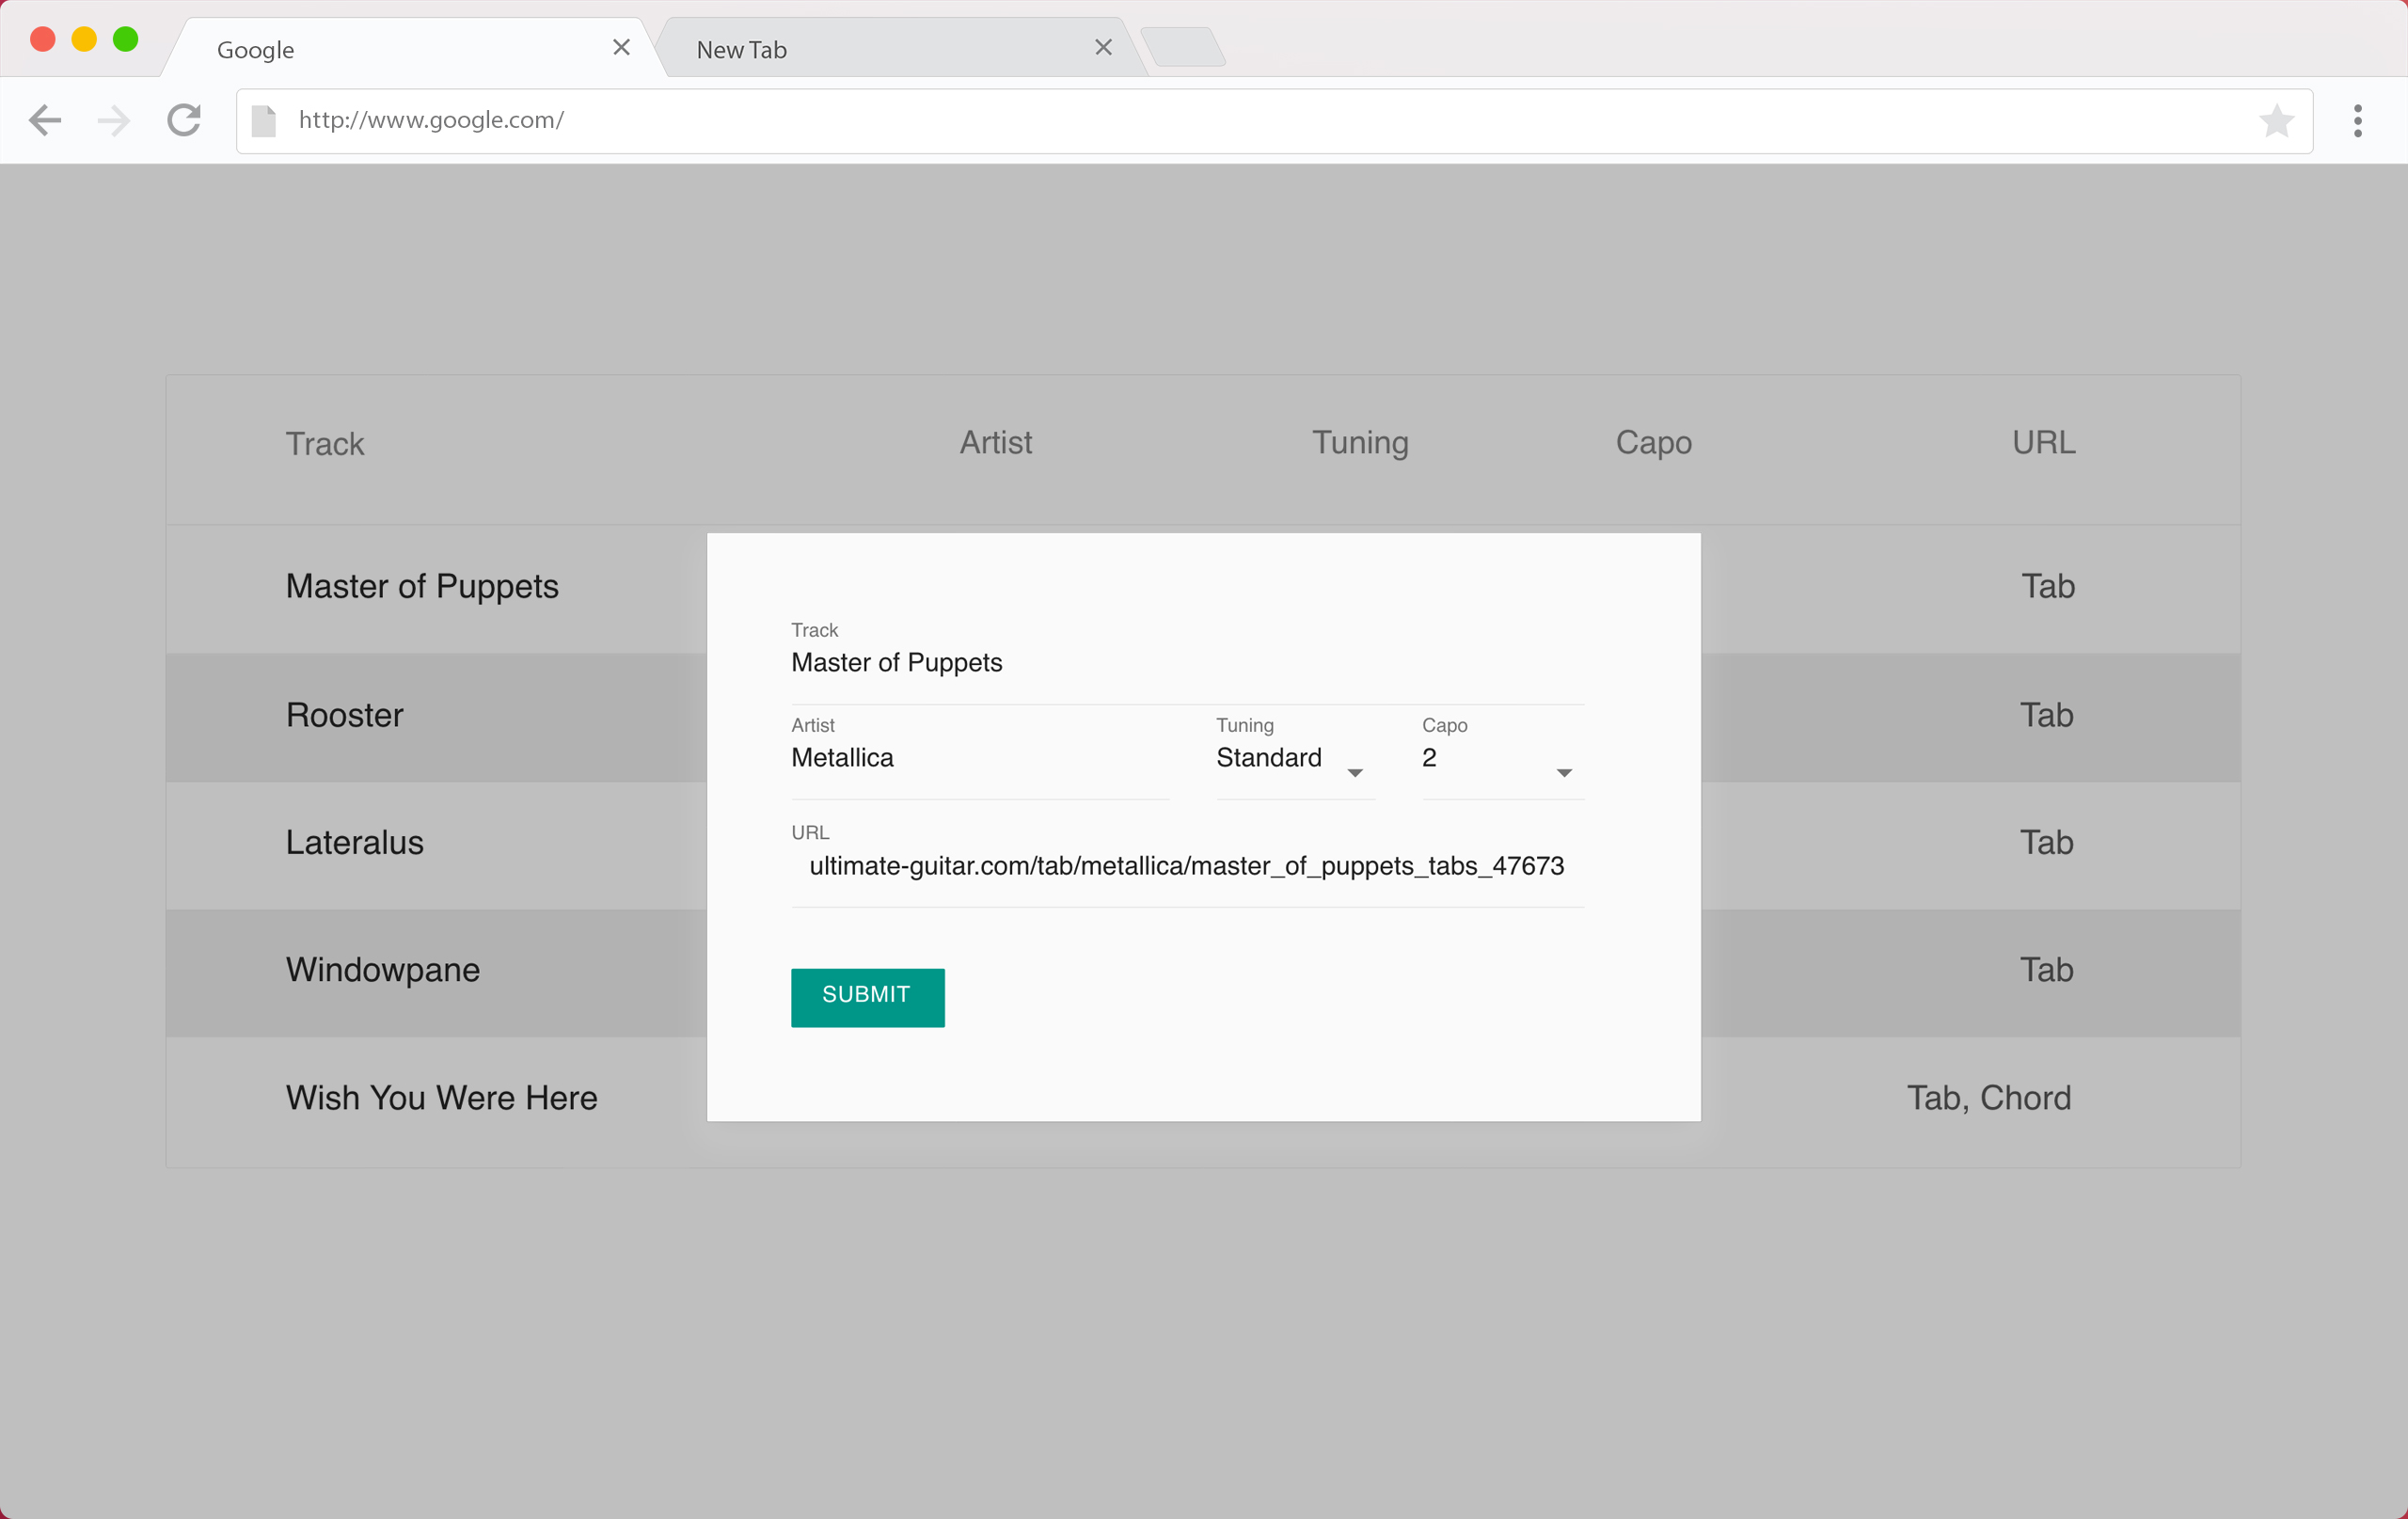 Google
New Tab
http://www.google.com/
Track Artist Tuning Capo URL
Master of Puppets Tab
Rooster Tab
Lateralus Tab
Windowpane Tab
Wish You Were Here Tab, Chord
Track
Master of Puppets
Artist Tuning Capo
Metallica Standard 2
URL
ultimate-guitar.com/tab/metallica/master_of_puppets_tabs_47673
SUBMIT